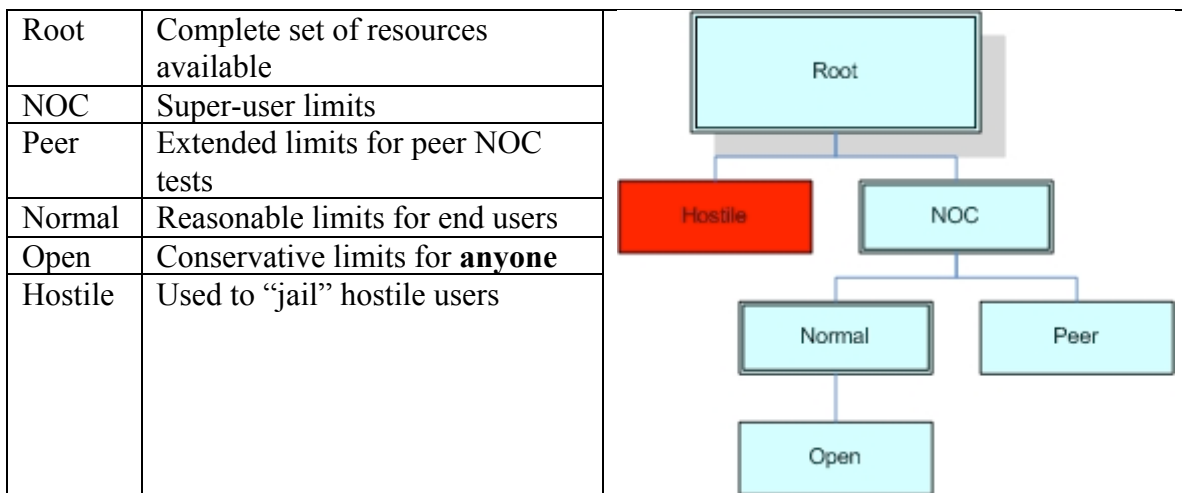 Root Complete set of resources
available
NOC Super-user limits
Peer Extended limits for peer NOC
tests
Normal Reasonable limits for end users
Open Conservative limits for anyone
Hostile Used to “jail” hostile users
Root
Hostile NOC
Normal Peer
Open